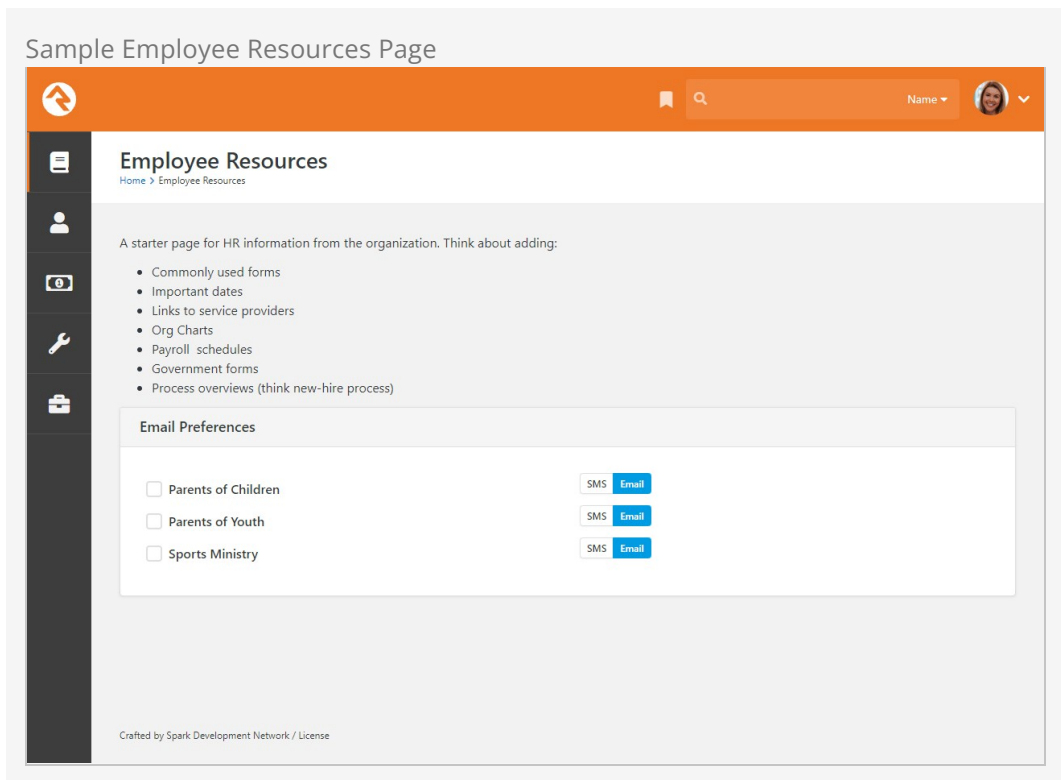 Sample Employee Resources Page
Name
Employee Resources
Home > Employee Resources
A starter page for HR information from the organization. Think about adding:
• Commonly used forms
• Important dates
• Links to service providers
• Org Charts
• Payroll schedules
• Government forms
• Process overviews (think new-hire process)
Email Preferences
Parents of Children SMS Email
Parents of Youth SMS Email
Sports Ministry SMS Email
Crafted by Spark Development Network / License